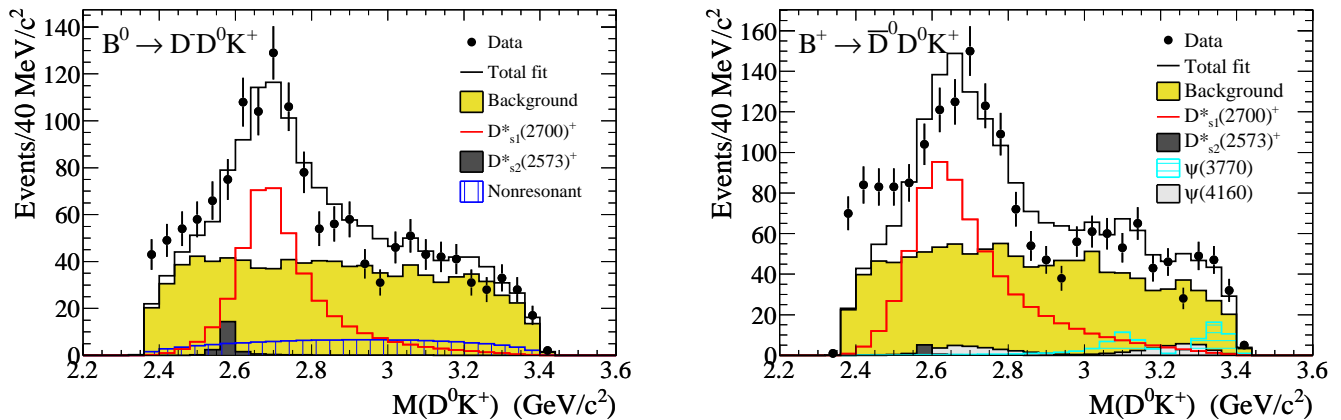 B⁰ → D⁻D⁰K⁺
Data
Total fit
Background
D*s1(2700)⁺
D*s2(2573)⁺
Nonresonant
Events/40 MeV/c²
0 20 40 60 80 100 120 140
2.2 2.4 2.6 2.8 3 3.2 3.4 3.6
M(D⁰K⁺) (GeV/c²)
B⁺ → D̅⁰D⁰K⁺
Data
Total fit
Background
D*s1(2700)⁺
D*s2(2573)⁺
ψ(3770)
ψ(4160)
Events/40 MeV/c²
0 20 40 60 80 100 120 140 160
2.2 2.4 2.6 2.8 3 3.2 3.4 3.6
M(D⁰K⁺) (GeV/c²)